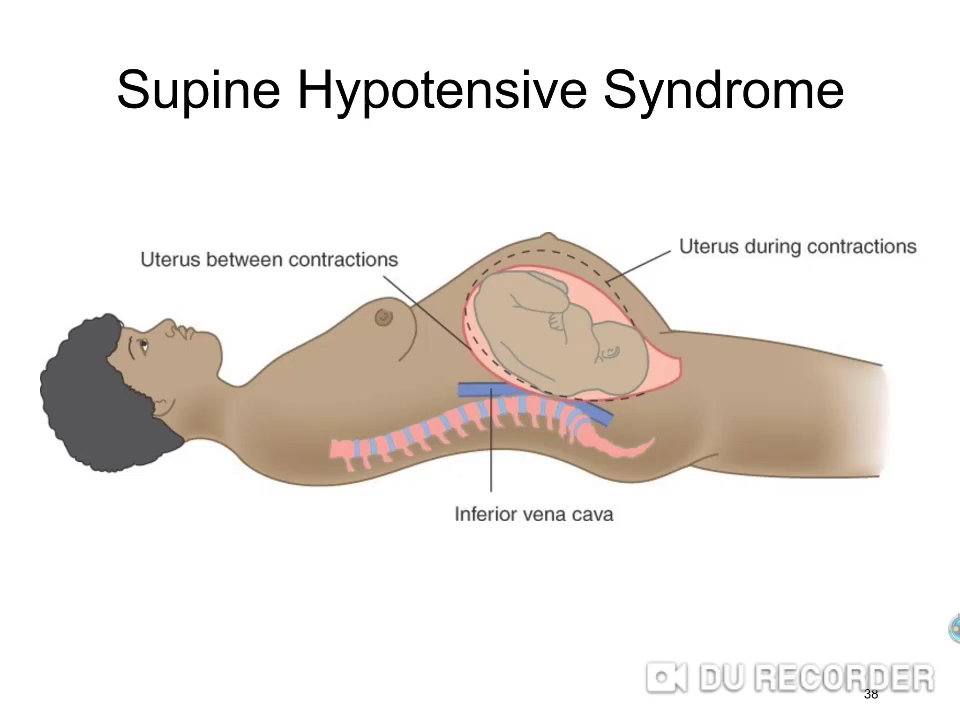 Supine Hypotensive Syndrome
Uterus between contractions
Uterus during contractions
Inferior vena cava
DU RECORDER
38